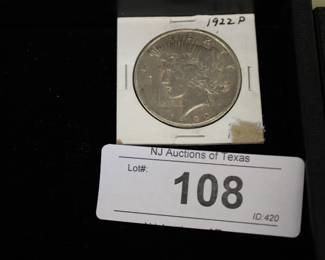 1922 P
NJ Auctions of Texas
Lot#:
108
ID:420